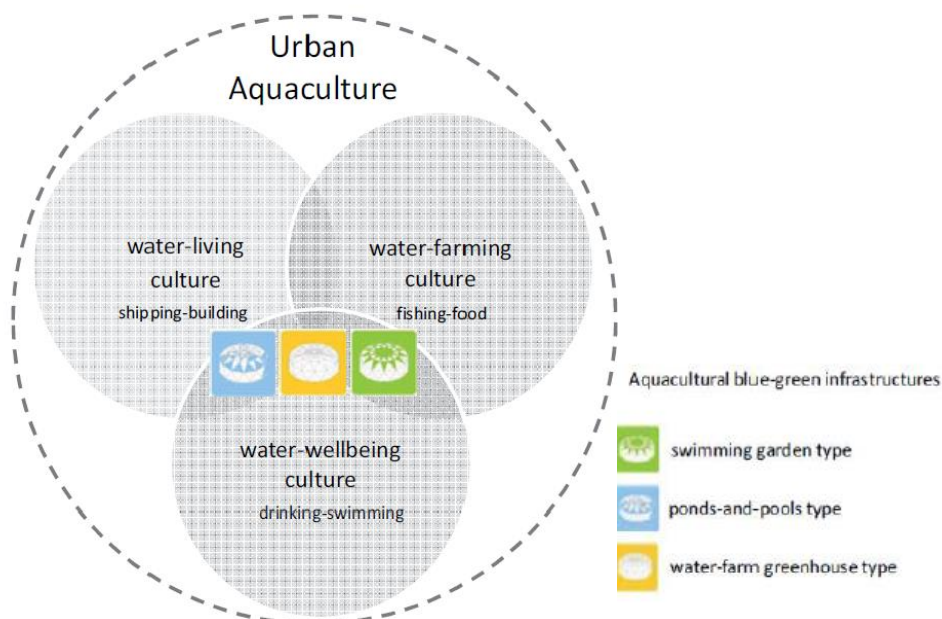 Urban
Aquaculture
water-living
culture
shipping-building
water-farming
culture
fishing-food
water-wellbeing
culture
drinking-swimming
Aquacultural blue-green infrastructures
swimming garden type
ponds-and-pools type
water-farm greenhouse type